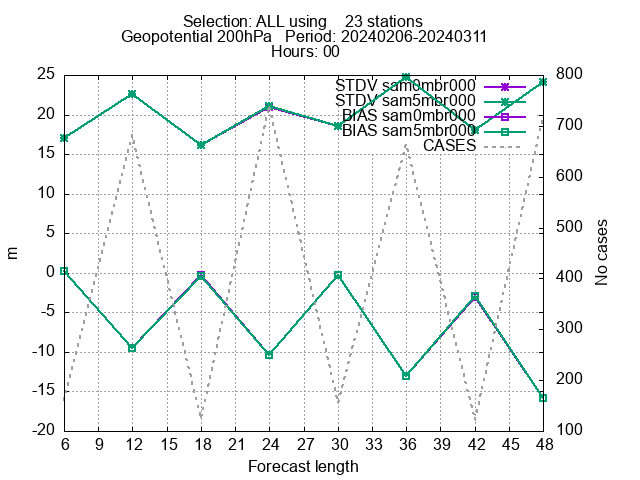 Selection: ALL using    23 stations
Geopotential 200hPa   Period: 20240206-20240311
Hours: 00
STDV sam0mbr000
STDV sam5mbr000
BIAS sam0mbr000
BIAS sam5mbr000
CASES
25
20
15
10
5
0
-5
-10
-15
-20
m
800
700
600
500
400
300
200
100
No cases
6 9 12 15 18 21 24 27 30 33 36 39 42 45 48
Forecast length